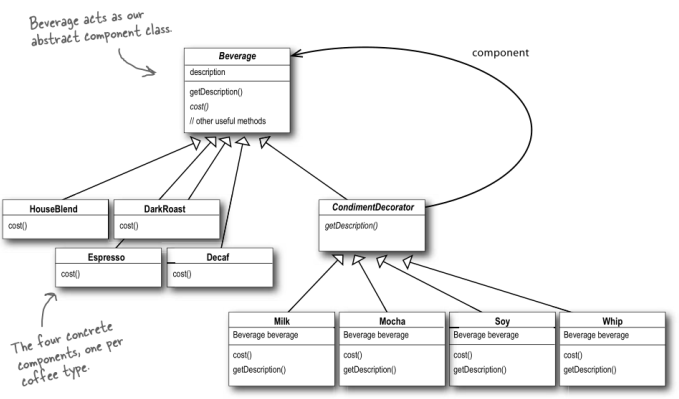 Beverage acts as our
abstract component class.
Beverage
description
getDescription()
cost()
// other useful methods
component
HouseBlend
cost()
DarkRoast
cost()
CondimentDecorator
getDescription()
Espresso
cost()
Decaf
cost()
The four concrete
components, one per
coffee type.
Milk
Beverage beverage
cost()
getDescription()
Mocha
Beverage beverage
cost()
getDescription()
Soy
Beverage beverage
cost()
getDescription()
Whip
Beverage beverage
cost()
getDescription()